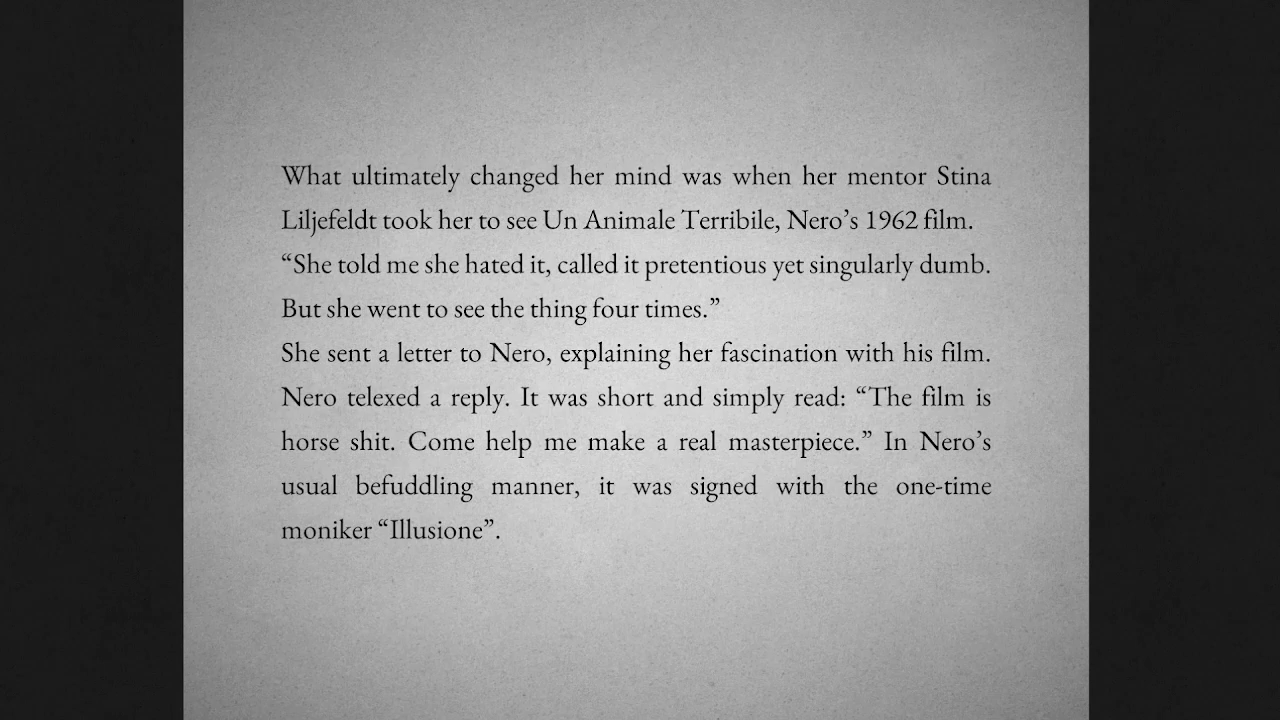 What ultimately changed her mind was when her mentor Stina
Liljefeldt took her to see Un Animale Terribile, Nero’s 1962 film.
“She told me she hated it, called it pretentious yet singularly dumb.
But she went to see the thing four times.”
She sent a letter to Nero, explaining her fascination with his film.
Nero telexed a reply. It was short and simply read: “The film is
horse shit. Come help me make a real masterpiece.” In Nero’s
usual befuddling manner, it was signed with the one-time
moniker “Illusione”.